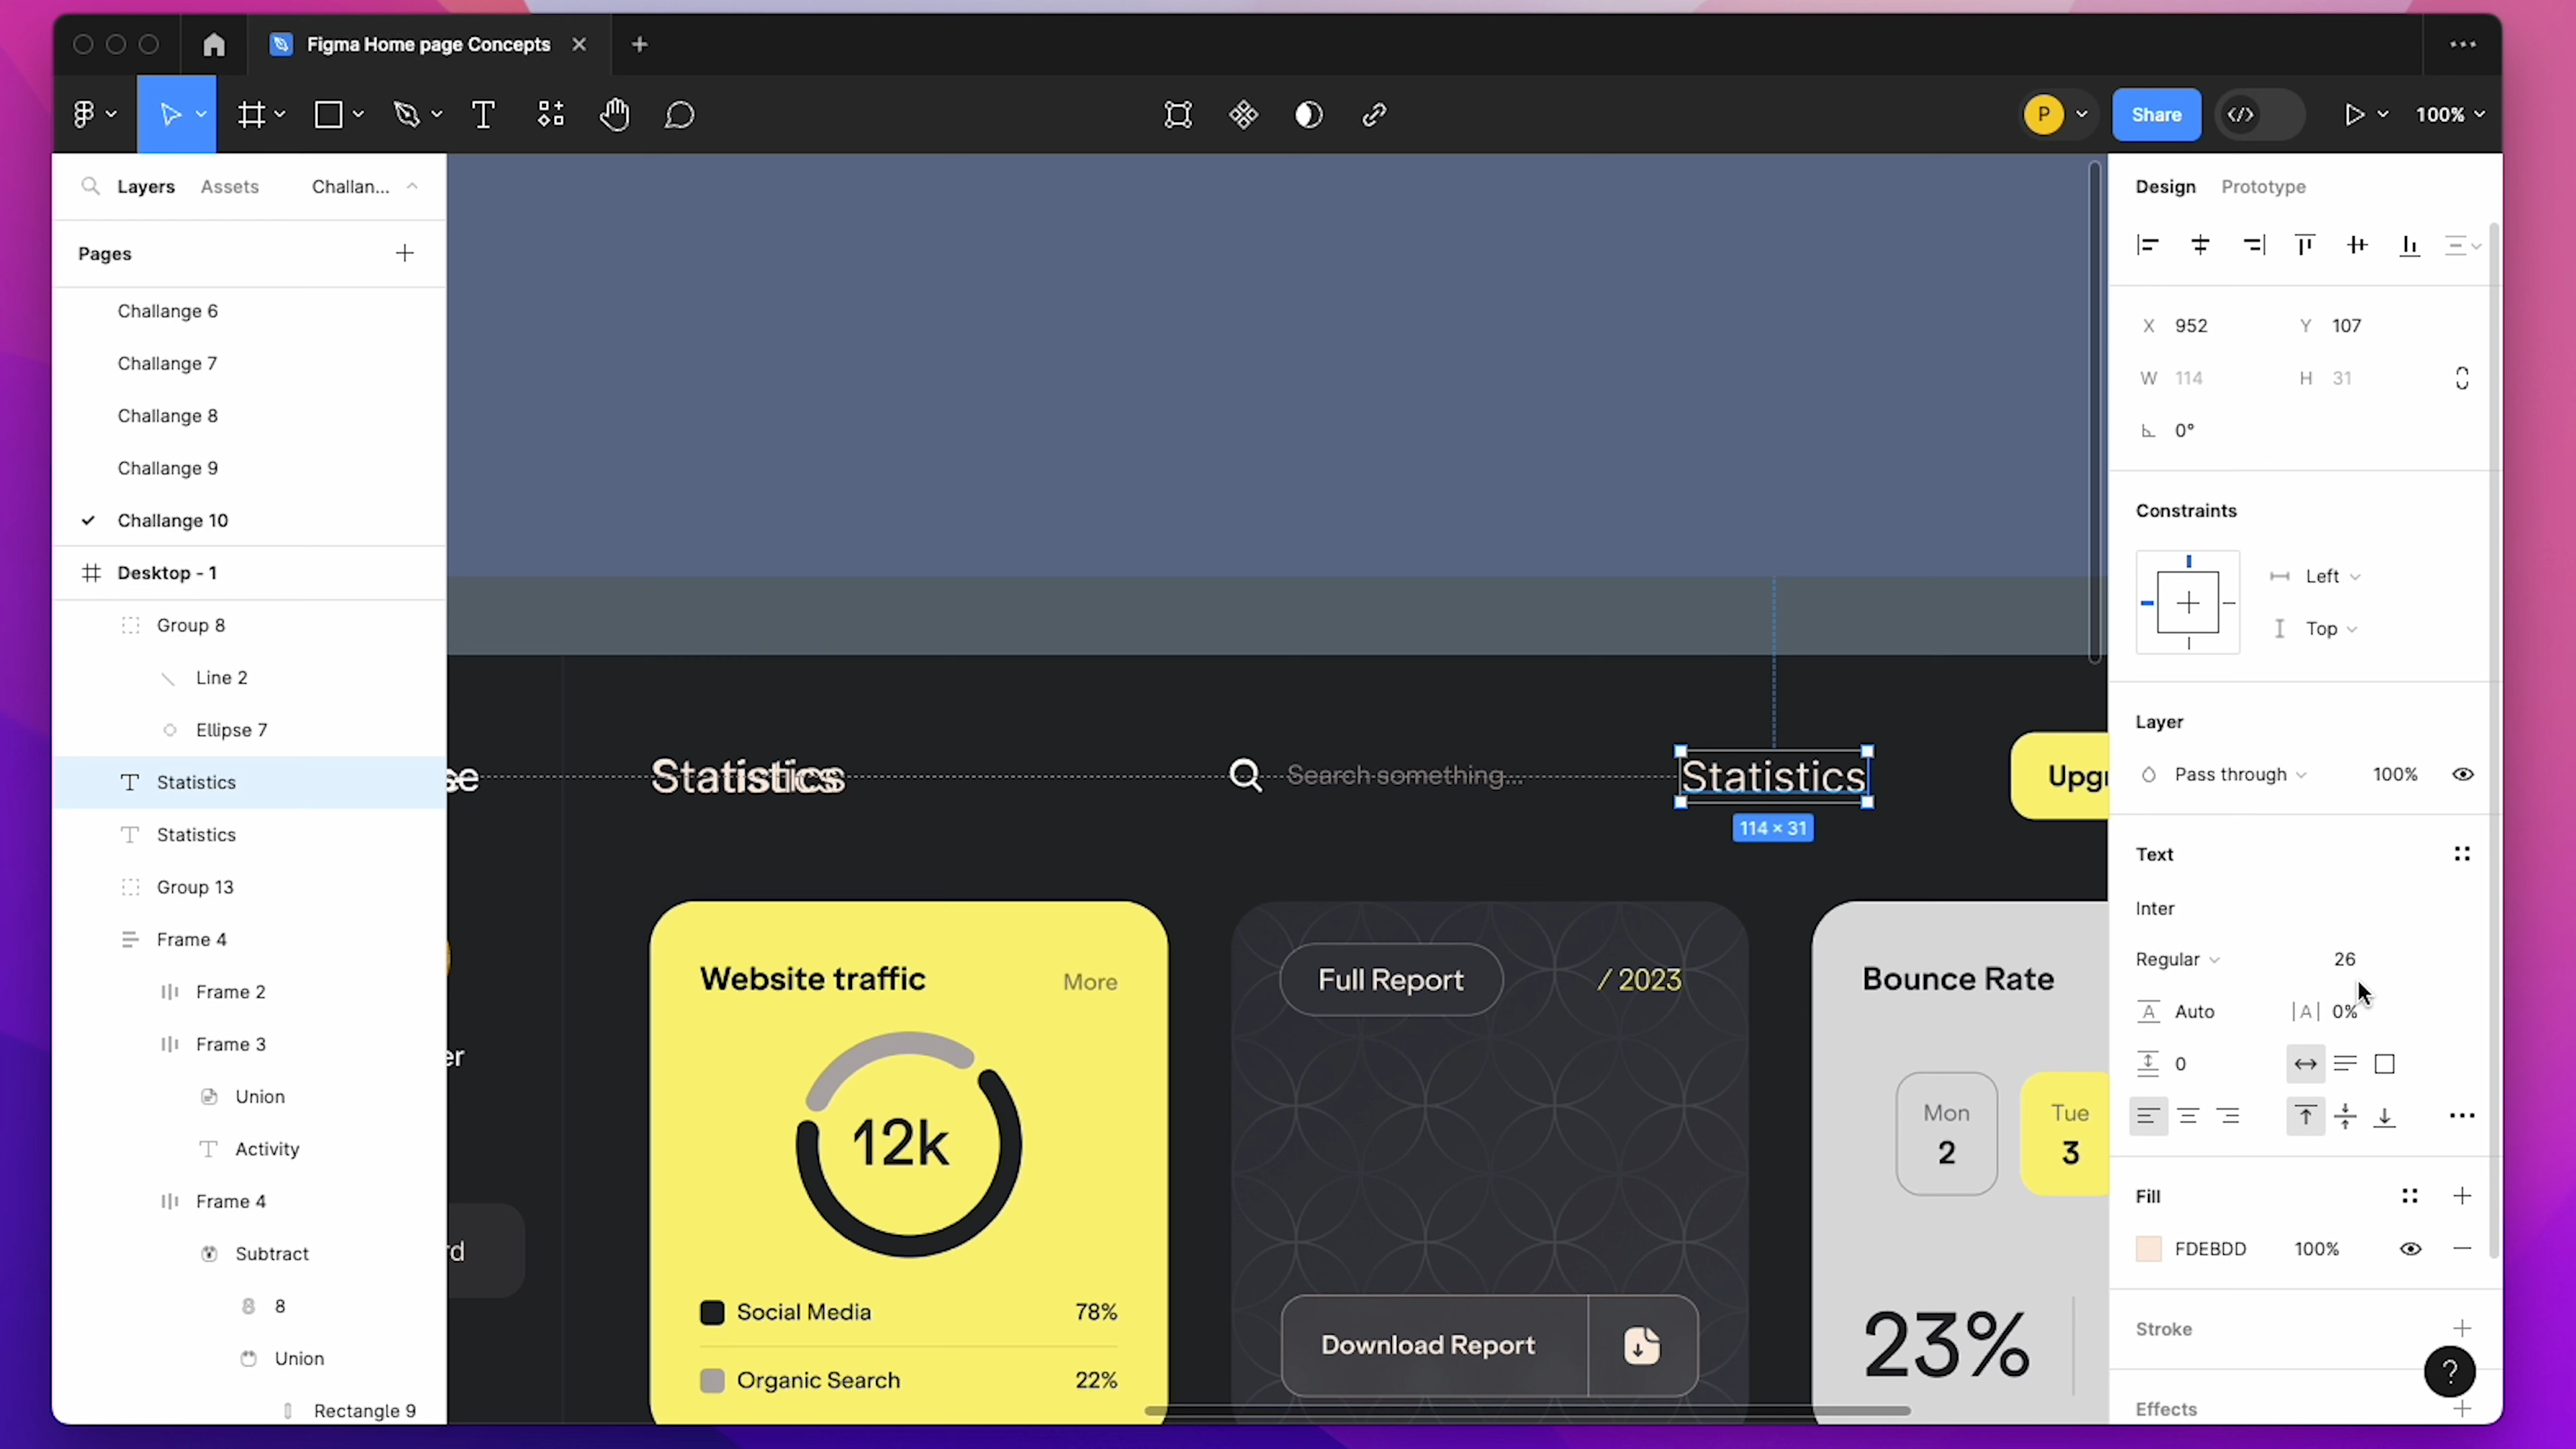 Figma Home page Concepts
P
Share
100%
Layers
Assets
Challan...
Pages
Challange 6
Challange 7
Challange 8
Challange 9
Challange 10
Desktop - 1
Group 8
Line 2
Ellipse 7
Statistics
Statistics
Group 13
Frame 4
Frame 2
Frame 3
Union
Activity
Frame 4
Subtract
8
8
Union
Rectangle 9
se
er
rd
Statistics
Search something...
Statistics
114 × 31
Upgr
Website traffic
More
12k
Social Media
78%
Organic Search
22%
Full Report
/ 2023
Download Report
Bounce Rate
Mon
2
Tue
3
23%
Design
Prototype
X 952
Y 107
W 114
H 31
0°
Constraints
Left
Top
Layer
Pass through
100%
Text
Inter
Regular
26
A Auto
|A| 0%
0
Fill
FDEBDD
100%
Stroke
?
Effects